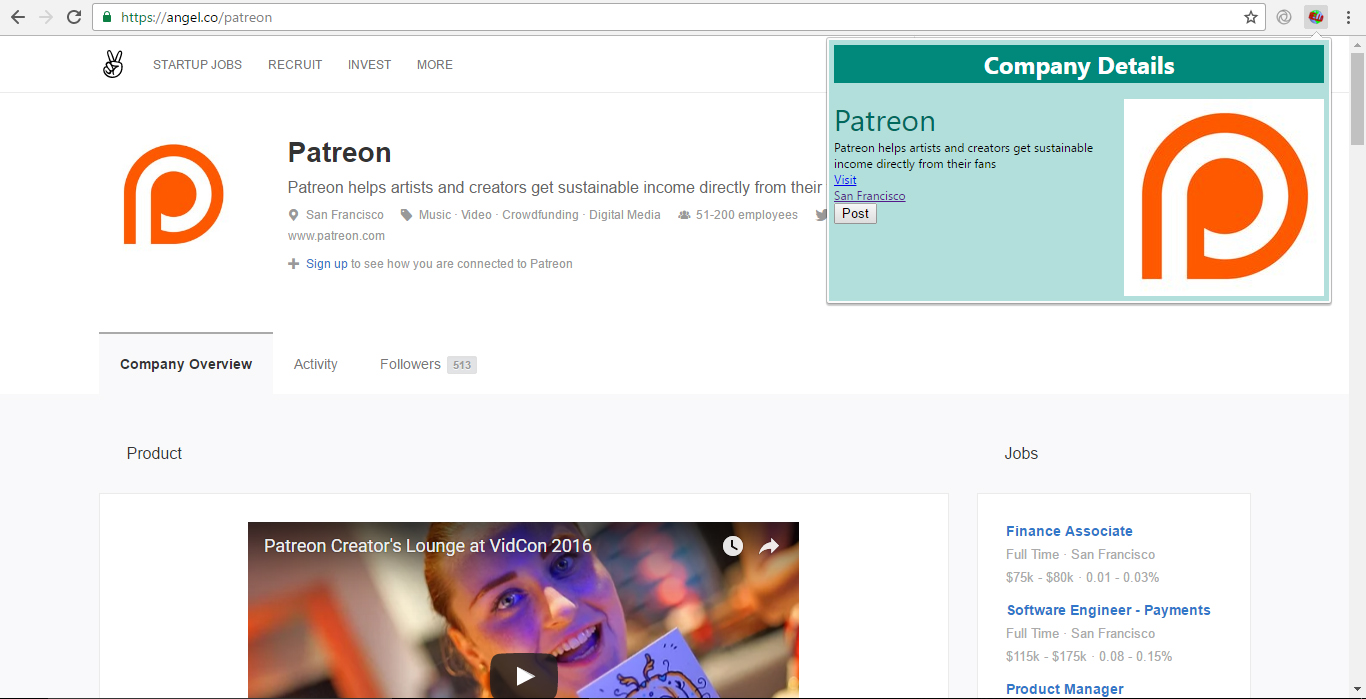 https://angel.co/patreon
STARTUP JOBS RECRUIT INVEST MORE
Company Details
Patreon
Patreon helps artists and creators get sustainable
income directly from their fans
Visit
San Francisco
Post
Patreon
Patreon helps artists and creators get sustainable income directly from their
San Francisco Music · Video · Crowdfunding · Digital Media 51-200 employees
www.patreon.com
Sign up to see how you are connected to Patreon
Company Overview Activity Followers 513
Product
Patreon Creator's Lounge at VidCon 2016
Jobs
Finance Associate
Full Time · San Francisco
$75k - $80k · 0.01 - 0.03%
Software Engineer - Payments
Full Time · San Francisco
$115k - $175k · 0.08 - 0.15%
Product Manager